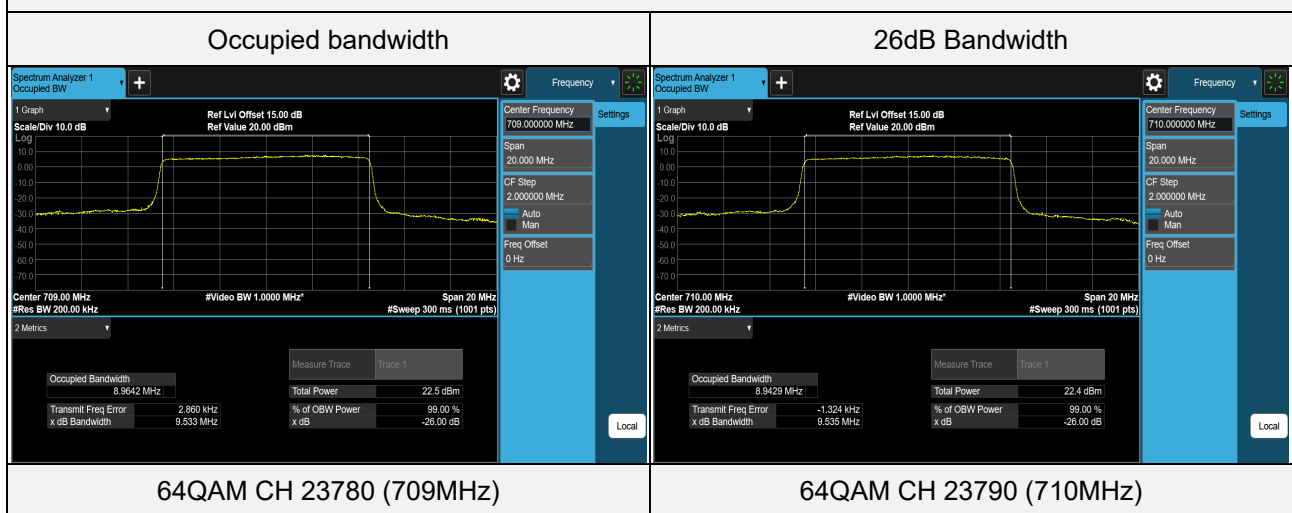 Occupied bandwidth
26dB Bandwidth
Spectrum Analyzer 1
Occupied BW
+
Frequency
1 Graph
Scale/Div 10.0 dB
Ref Lvl Offset 15.00 dB
Ref Value 20.00 dBm
Log
10.0
0.00
-10.0
-20.0
-30.0
-40.0
-50.0
-60.0
-70.0
Center 709.00 MHz
#Res BW 200.00 kHz
#Video BW 1.0000 MHz*
Span 20 MHz
#Sweep 300 ms (1001 pts)
Center Frequency
709.000000 MHz
Settings
Span
20.000 MHz
CF Step
2.000000 MHz
Auto
Man
Freq Offset
0 Hz
Local
2 Metrics
Measure Trace Trace 1
Occupied Bandwidth
8.9642 MHz
Total Power 22.5 dBm
Transmit Freq Error 2.860 kHz
% of OBW Power 99.00 %
x dB Bandwidth 9.533 MHz
x dB -26.00 dB
Spectrum Analyzer 1
Occupied BW
+
Frequency
1 Graph
Scale/Div 10.0 dB
Ref Lvl Offset 15.00 dB
Ref Value 20.00 dBm
Log
10.0
0.00
-10.0
-20.0
-30.0
-40.0
-50.0
-60.0
-70.0
Center 710.00 MHz
#Res BW 200.00 kHz
#Video BW 1.0000 MHz*
Span 20 MHz
#Sweep 300 ms (1001 pts)
Center Frequency
710.000000 MHz
Settings
Span
20.000 MHz
CF Step
2.000000 MHz
Auto
Man
Freq Offset
0 Hz
Local
2 Metrics
Measure Trace Trace 1
Occupied Bandwidth
8.9429 MHz
Total Power 22.4 dBm
Transmit Freq Error -1.324 kHz
% of OBW Power 99.00 %
x dB Bandwidth 9.535 MHz
x dB -26.00 dB
64QAM CH 23780 (709MHz)
64QAM CH 23790 (710MHz)